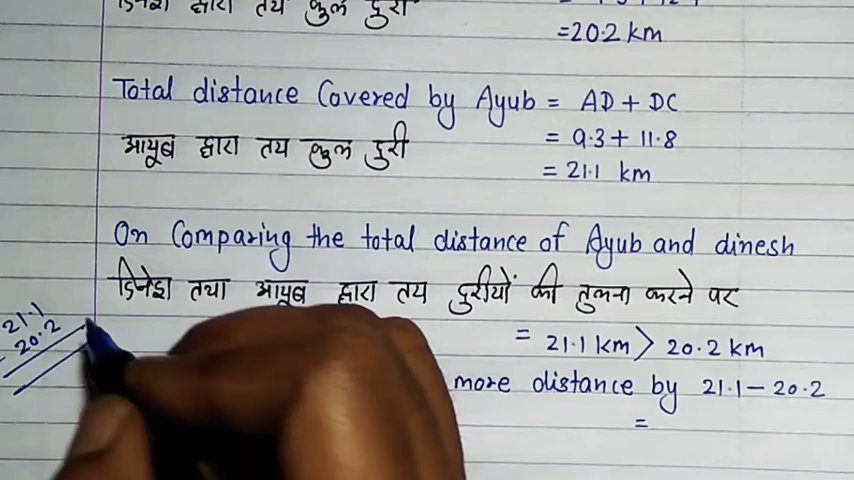 द्वारा तय कुल दुरी
=20.2 km
Total distance Covered by Ayub = AD + DC
आयूब द्वारा तय कुल दुरी = 9.3 + 11.8
= 21.1 km
On Comparing the total distance of Ayub and dinesh
दिनेश तथा आयूब द्वारा तय दुरीयों की तुलना करने पर
= 21.1 km > 20.2 km
more distance by 21.1 - 20.2
=
21.1
- 20.2